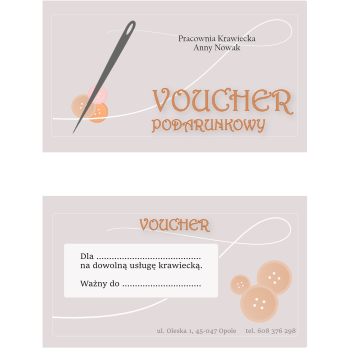 Pracownia Krawiecka
Anny Nowak
VOUCHER
PODARUNKOWY
VOUCHER
Dla ..........................................
na dowolną usługę krawiecką.
Ważny do ................................
ul. Oleska 1, 45-047 Opole tel. 608 376 298